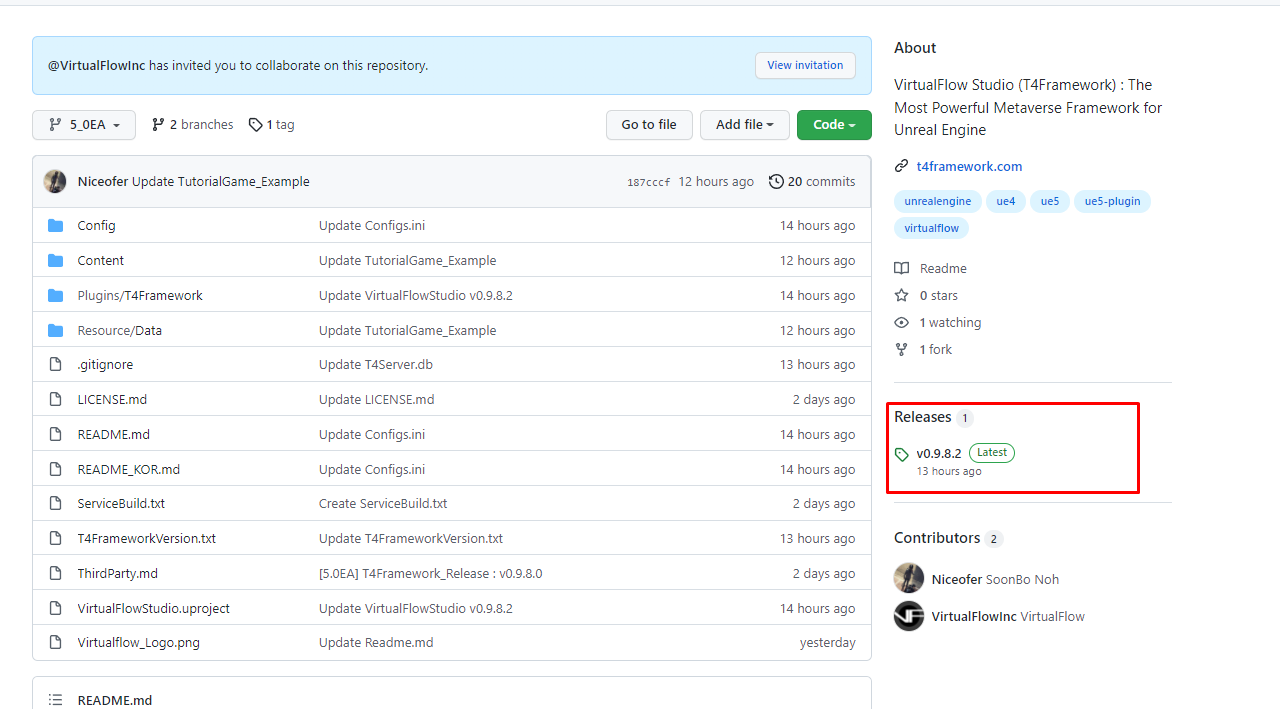 @VirtualFlowInc has invited you to collaborate on this repository.
View invitation
5_0EA
2 branches
1 tag
Go to file
Add file
Code
Niceofer Update TutorialGame_Example
187cccf 12 hours ago
20 commits
Config Update Configs.ini 14 hours ago
Content Update TutorialGame_Example 12 hours ago
Plugins/T4Framework Update VirtualFlowStudio v0.9.8.2 14 hours ago
Resource/Data Update TutorialGame_Example 12 hours ago
.gitignore Update T4Server.db 13 hours ago
LICENSE.md Update LICENSE.md 2 days ago
README.md Update Configs.ini 14 hours ago
README_KOR.md Update Configs.ini 14 hours ago
ServiceBuild.txt Create ServiceBuild.txt 2 days ago
T4FrameworkVersion.txt Update T4FrameworkVersion.txt 13 hours ago
ThirdParty.md [5.0EA] T4Framework_Release : v0.9.8.0 2 days ago
VirtualFlowStudio.uproject Update VirtualFlowStudio v0.9.8.2 14 hours ago
Virtualflow_Logo.png Update Readme.md yesterday
README.md
About
VirtualFlow Studio (T4Framework) : The
Most Powerful Metaverse Framework for
Unreal Engine
t4framework.com
unrealengine ue4 ue5 ue5-plugin
virtualflow
Readme
0 stars
1 watching
1 fork
Releases 1
v0.9.8.2 Latest
13 hours ago
Contributors 2
Niceofer SoonBo Noh
VirtualFlowInc VirtualFlow